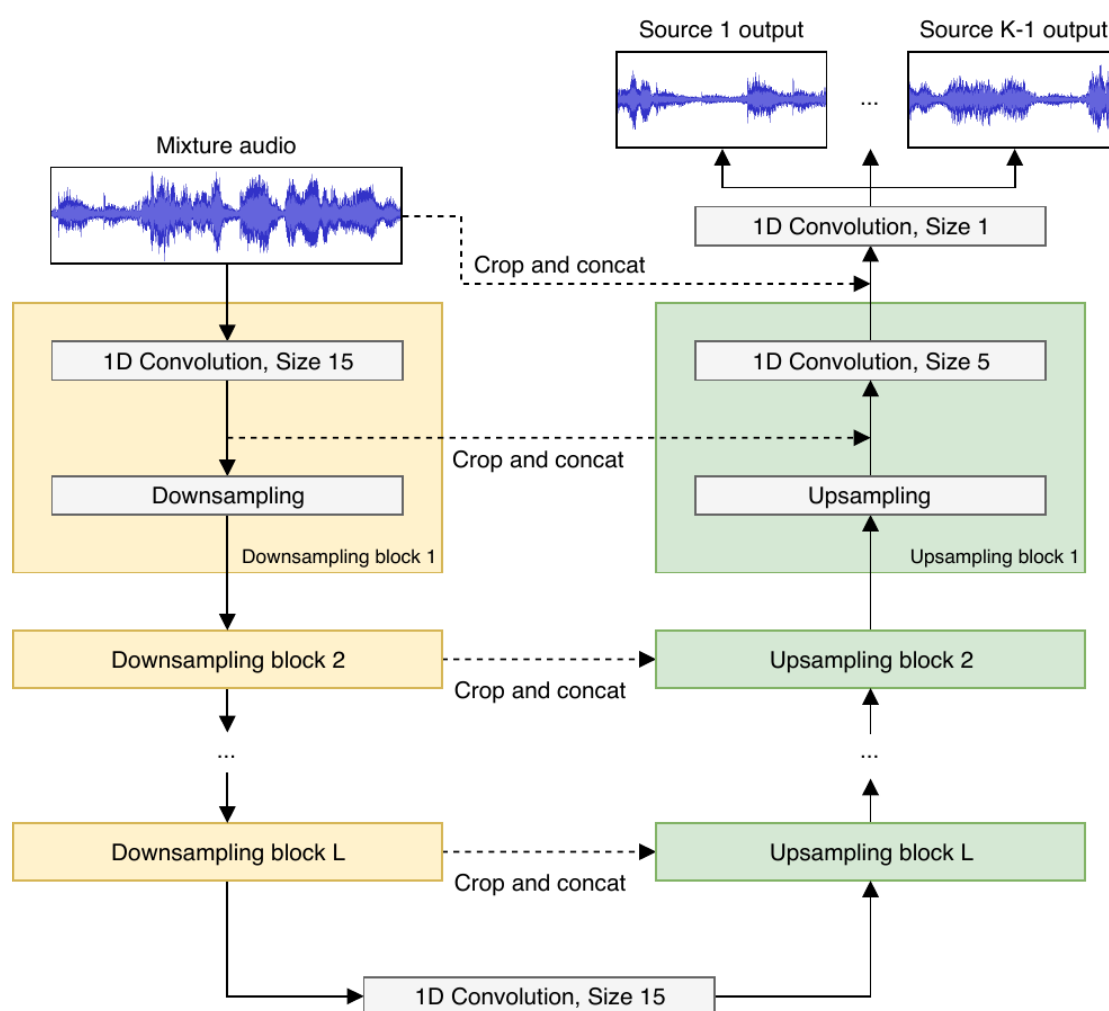 Source 1 output
Source K-1 output
...
Mixture audio
1D Convolution, Size 1
Crop and concat
1D Convolution, Size 15
1D Convolution, Size 5
Crop and concat
Downsampling
Upsampling
Downsampling block 1
Upsampling block 1
Downsampling block 2
Upsampling block 2
Crop and concat
...
...
Downsampling block L
Upsampling block L
Crop and concat
1D Convolution, Size 15